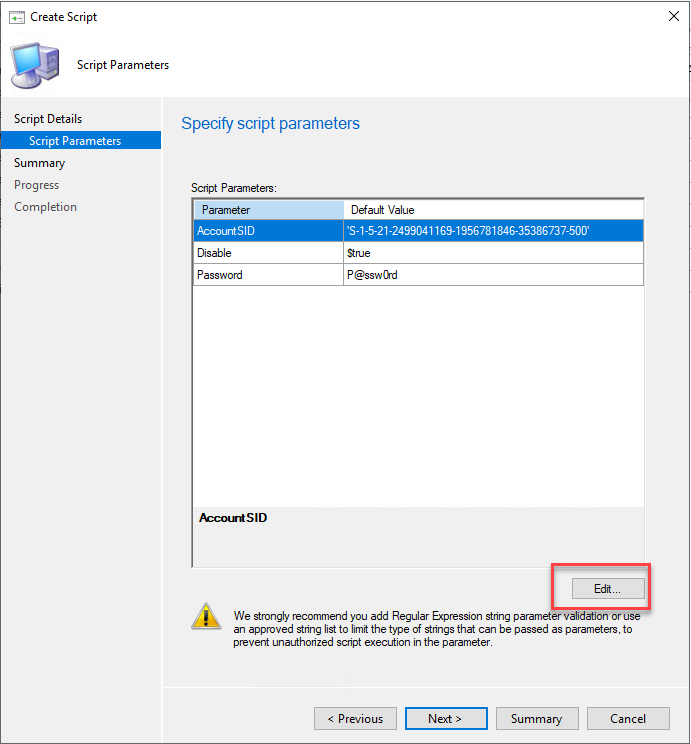 Create Script
Script Parameters
Script Details
Script Parameters
Summary
Progress
Completion
Specify script parameters
Script Parameters:
Parameter Default Value
AccountSID 'S-1-5-21-2499041169-1956781846-35386737-500'
Disable $true
Password P@ssw0rd
AccountSID
Edit...
We strongly recommend you add Regular Expression string parameter validation or use
an approved string list to limit the type of strings that can be passed as parameters, to
prevent unauthorized script execution in the parameter.
< Previous Next > Summary Cancel